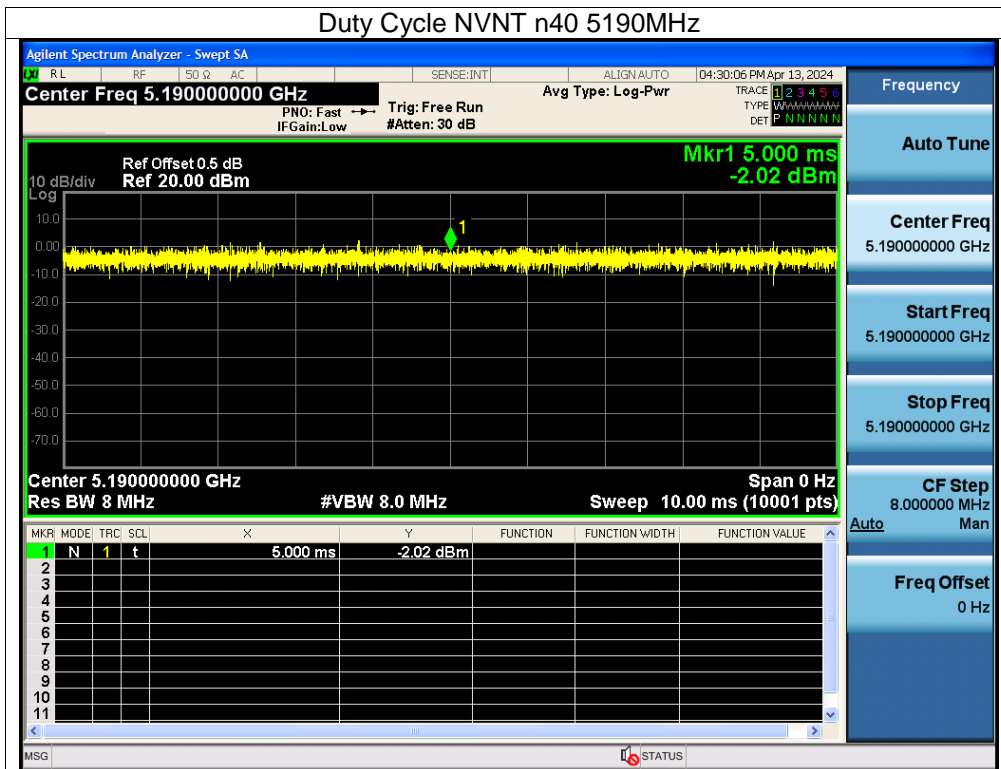 Duty Cycle NVNT n40 5190MHz
Agilent Spectrum Analyzer - Swept SA
LXI RL RF 50 Ω AC SENSE:INT ALIGN AUTO 04:30:06 PM Apr 13, 2024
Center Freq 5.190000000 GHz Avg Type: Log-Pwr TRACE 1 2 3 4 5 6
PNO: Fast Trig: Free Run TYPE WWWWWWW
IFGain:Low #Atten: 30 dB DET P N N N N N
Mkr1 5.000 ms
-2.02 dBm
Ref Offset 0.5 dB
10 dB/div Ref 20.00 dBm
Log
10.0
0.00
-10.0
-20.0
-30.0
-40.0
-50.0
-60.0
-70.0
1
Center 5.190000000 GHz Span 0 Hz
Res BW 8 MHz #VBW 8.0 MHz Sweep 10.00 ms (10001 pts)
MKR MODE TRC SCL X Y FUNCTION FUNCTION WIDTH FUNCTION VALUE
1 N 1 t 5.000 ms -2.02 dBm
2
3
4
5
6
7
8
9
10
11
MSG STATUS
Frequency
Auto Tune
Center Freq
5.190000000 GHz
Start Freq
5.190000000 GHz
Stop Freq
5.190000000 GHz
CF Step
8.000000 MHz
Auto Man
Freq Offset
0 Hz